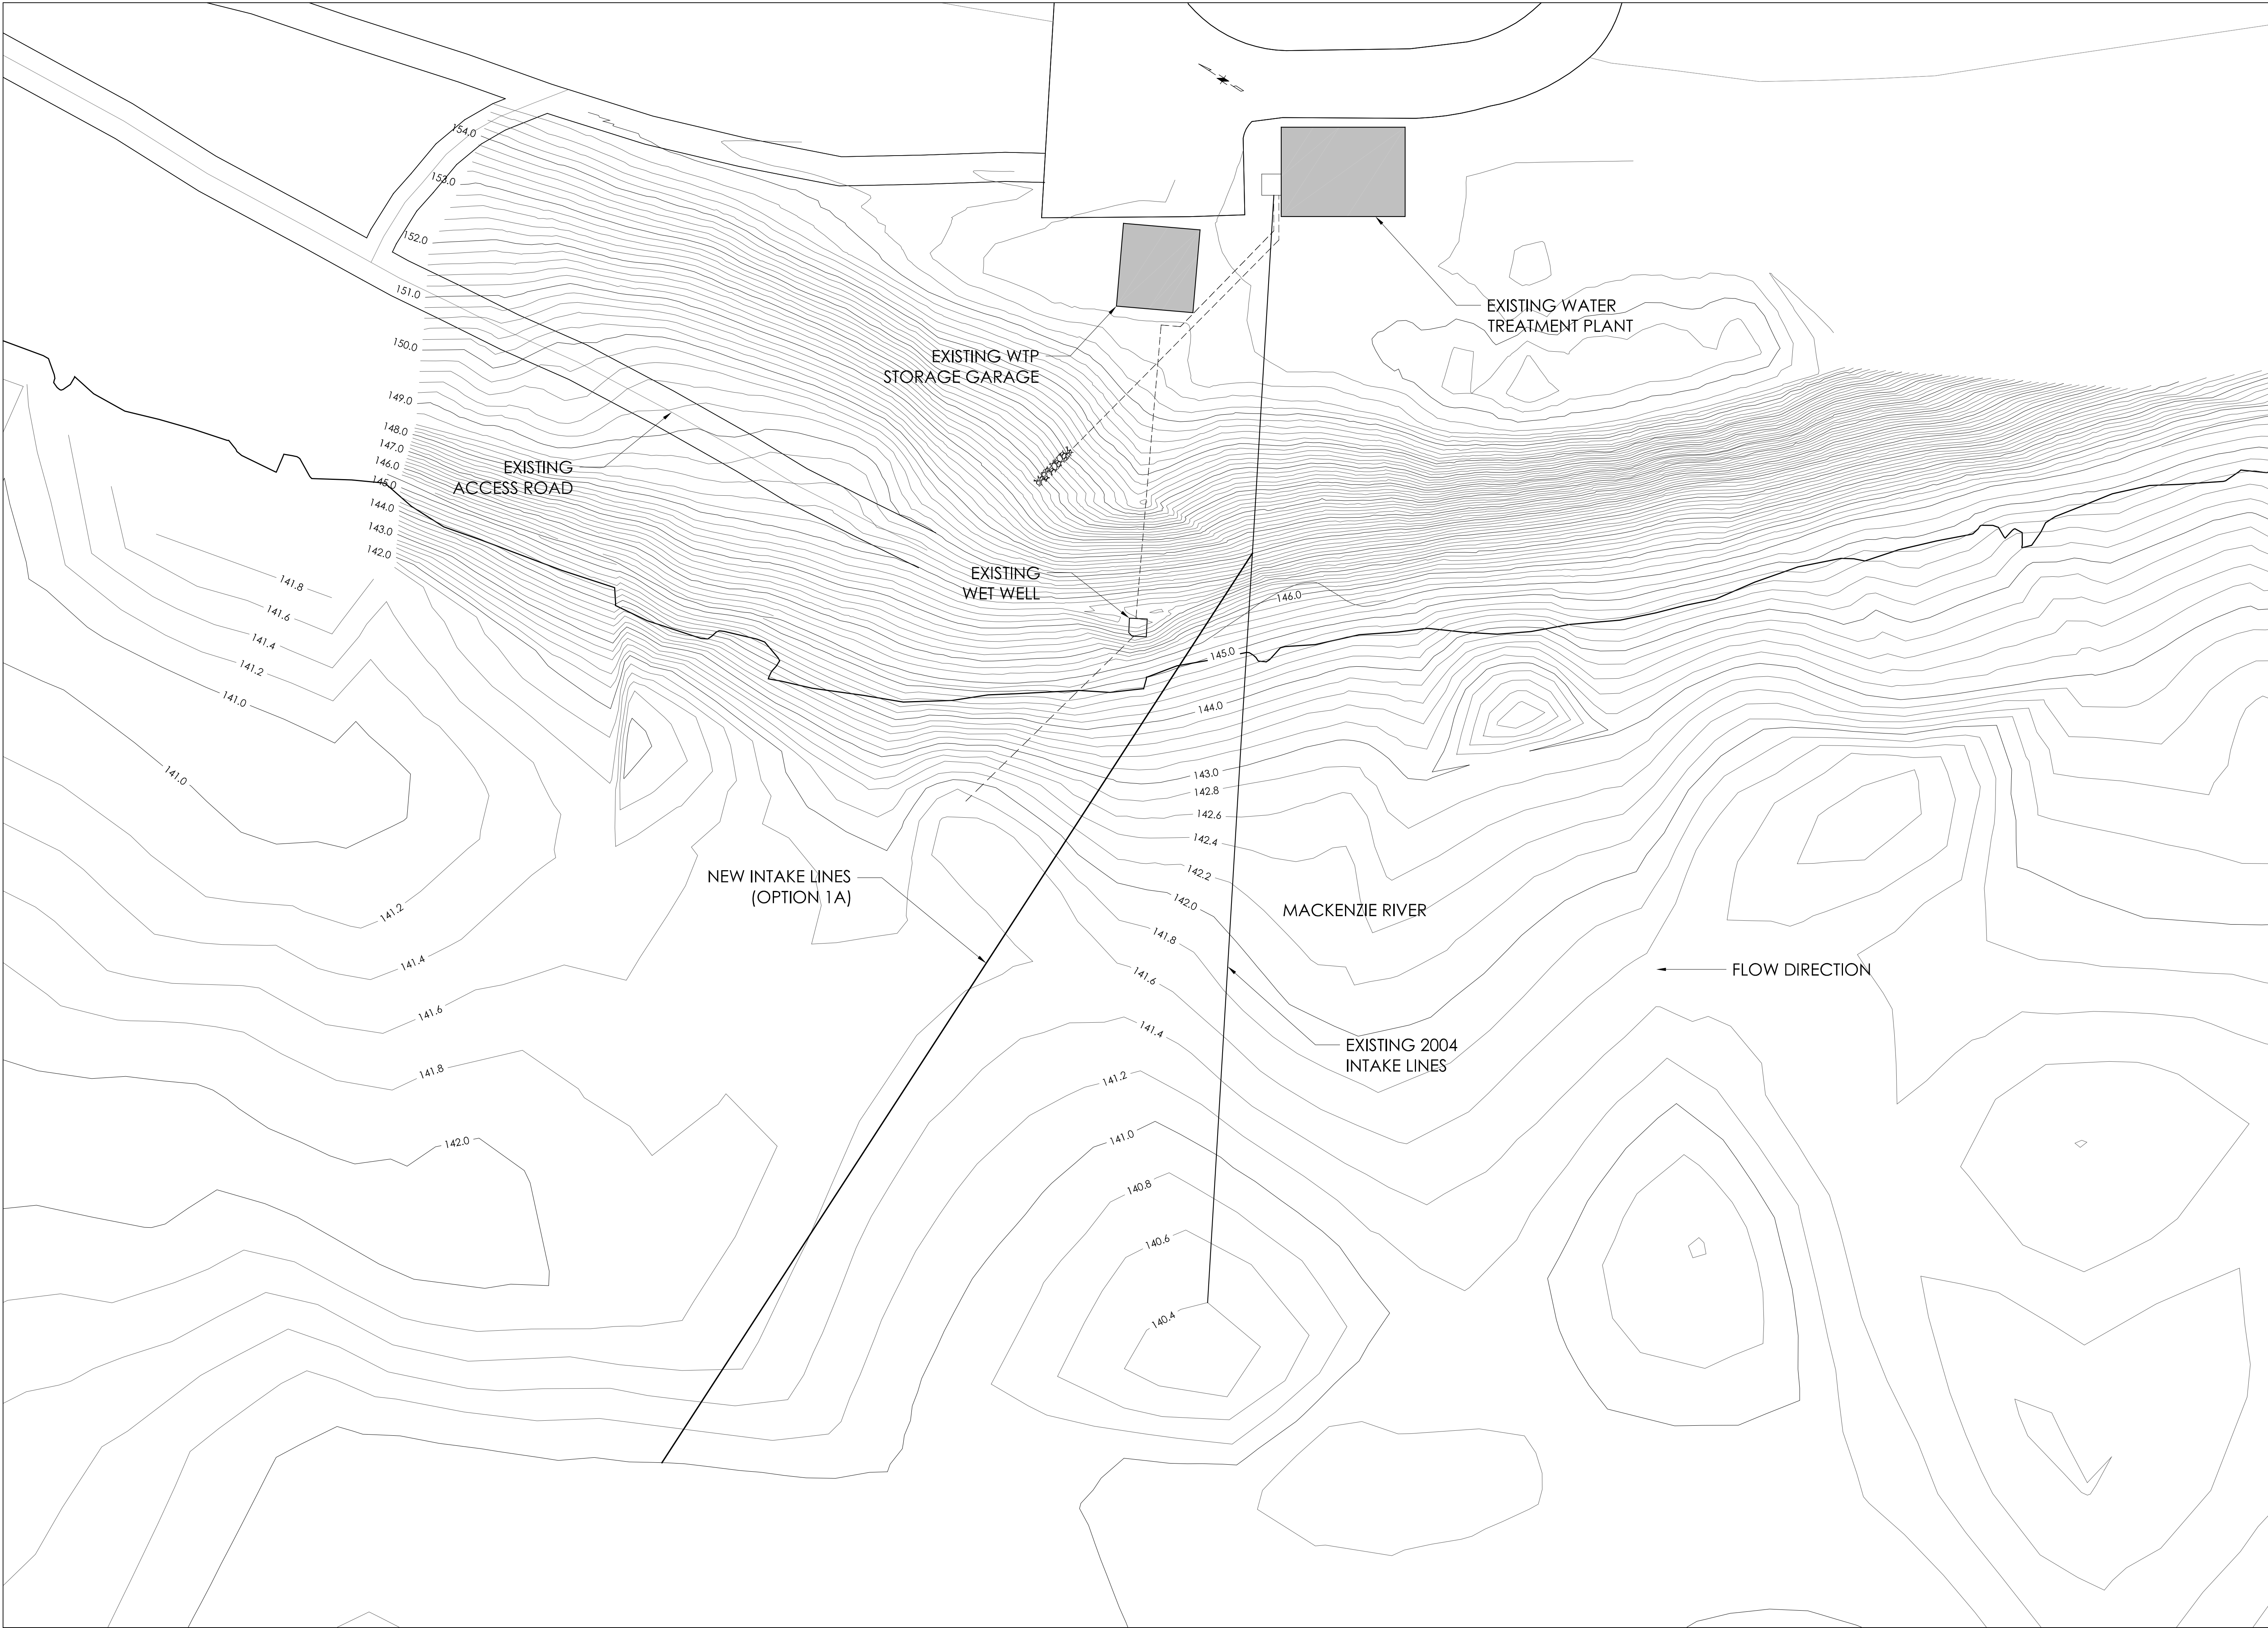 154.0
153.0
152.0
151.0
150.0
149.0
148.0
147.0
146.0
145.0
144.0
143.0
142.0
EXISTING WATER
TREATMENT PLANT
EXISTING WTP
STORAGE GARAGE
EXISTING
ACCESS ROAD
EXISTING
WET WELL
146.0
145.0
144.0
143.0
142.8
142.6
142.4
142.2
142.0
141.8
141.6
141.4
141.2
141.0
140.8
140.6
140.4
141.8
141.6
141.4
141.2
141.0
141.0
141.2
141.4
141.6
141.8
142.0
NEW INTAKE LINES
(OPTION 1A)
MACKENZIE RIVER
FLOW DIRECTION
EXISTING 2004
INTAKE LINES